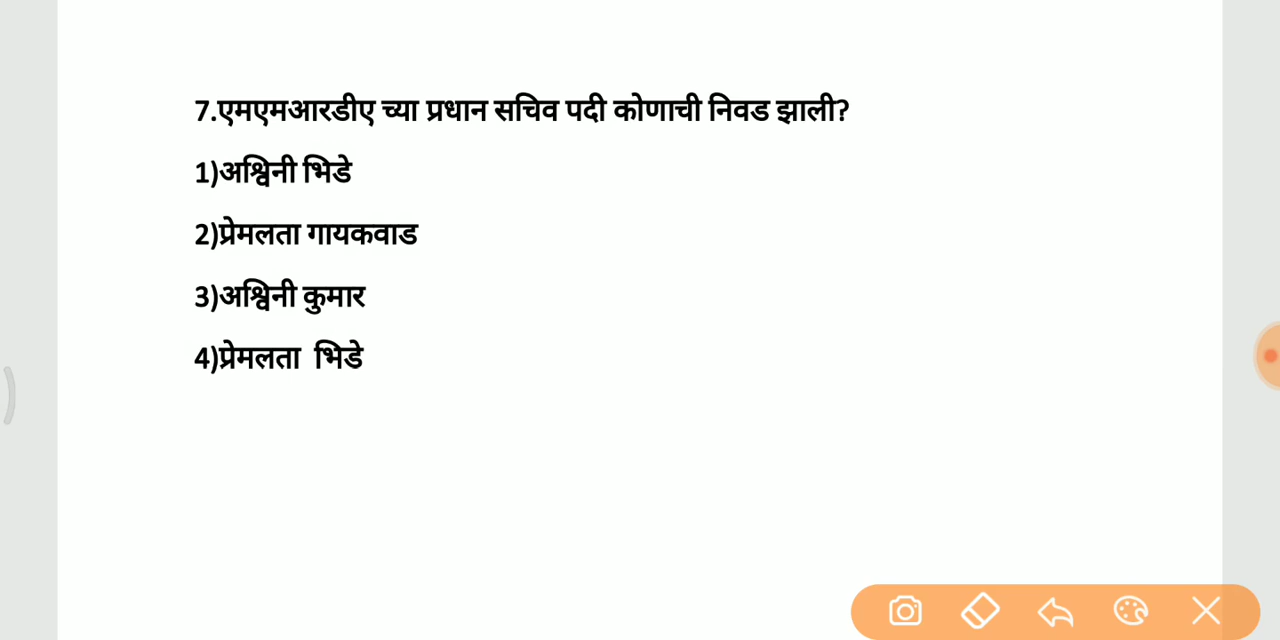 7.एमएमआरडीए च्या प्रधान सचिव पदी कोणाची निवड झाली?
1)अश्विनी भिडे
2)प्रेमलता गायकवाड
3)अश्विनी कुमार
4)प्रेमलता  भिडे